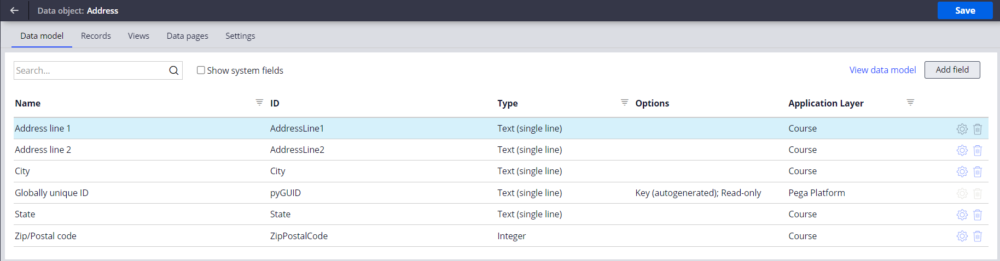 Data object: Address Save
Data model Records Views Data pages Settings
Search... Show system fields View data model Add field
Name ID Type Options Application Layer
Address line 1 AddressLine1 Text (single line) Course
Address line 2 AddressLine2 Text (single line) Course
City City Text (single line) Course
Globally unique ID pyGUID Text (single line) Key (autogenerated); Read-only Pega Platform
State State Text (single line) Course
Zip/Postal code ZipPostalCode Integer Course